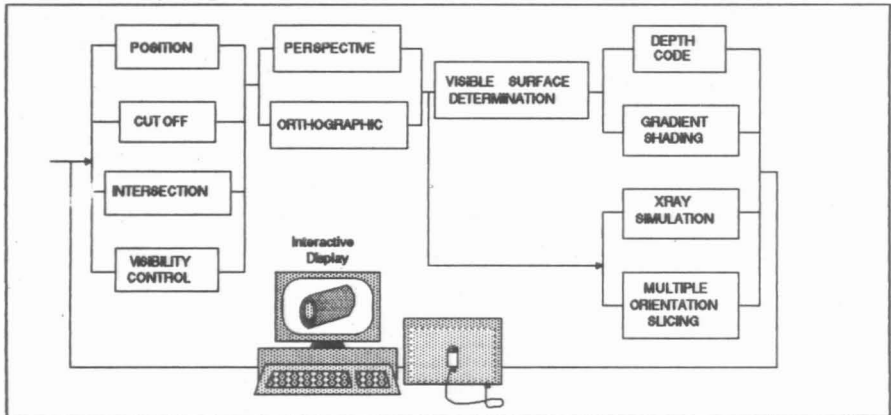 POSITION
CUT OFF
INTERSECTION
VISIBILITY
CONTROL
PERSPECTIVE
ORTHOGRAPHIC
VISIBLE SURFACE
DETERMINATION
DEPTH
CODE
GRADIENT
SHADING
XRAY
SIMULATION
MULTIPLE
ORIENTATION
SLICING
Interactive
Display